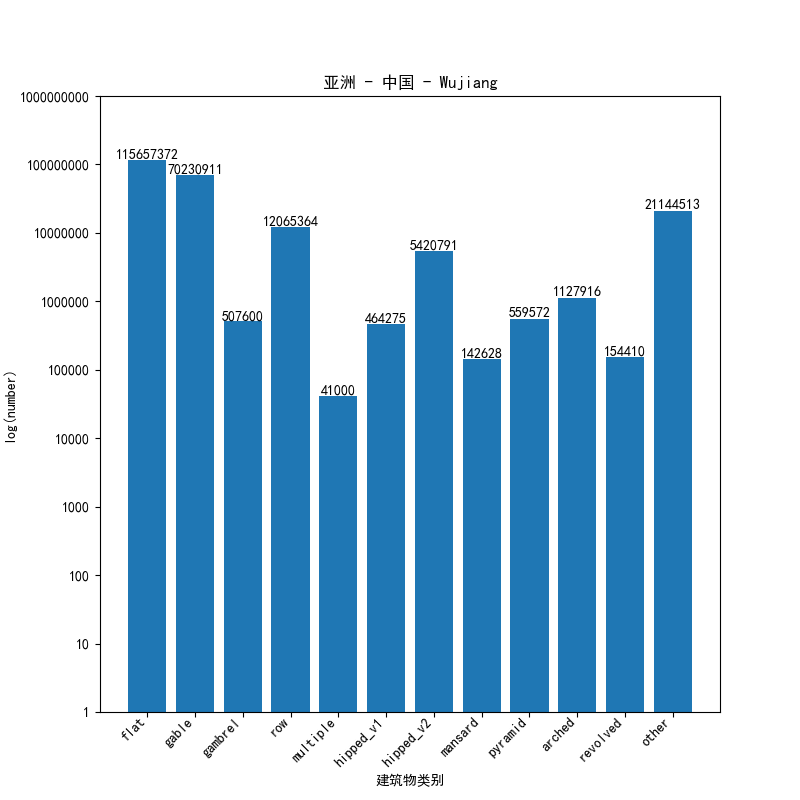 亚洲 - 中国 - Wujiang
1000000000
100000000
10000000
1000000
100000
10000
1000
100
10
1
log(number)
115657372
70230911
507600
12065364
41000
464275
5420791
142628
559572
1127916
154410
21144513
flat
gable
gambrel
row
multiple
hipped_v1
hipped_v2
mansard
pyramid
arched
revolved
other
建筑物类别